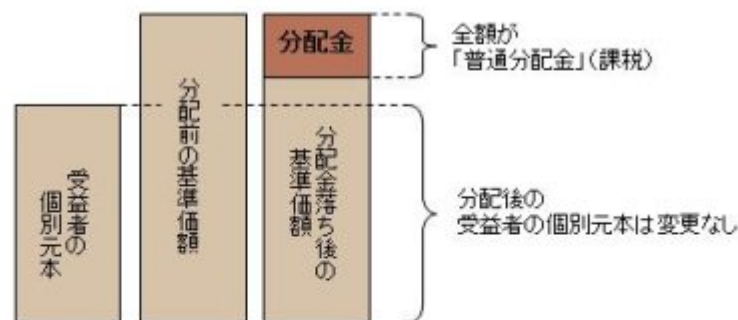 分配金
全額が
「普通分配金」（課税）
受益者の
個別元本
分配前の基準価額
分配金落ち後の
基準価額
分配後の
受益者の個別元本は変更なし